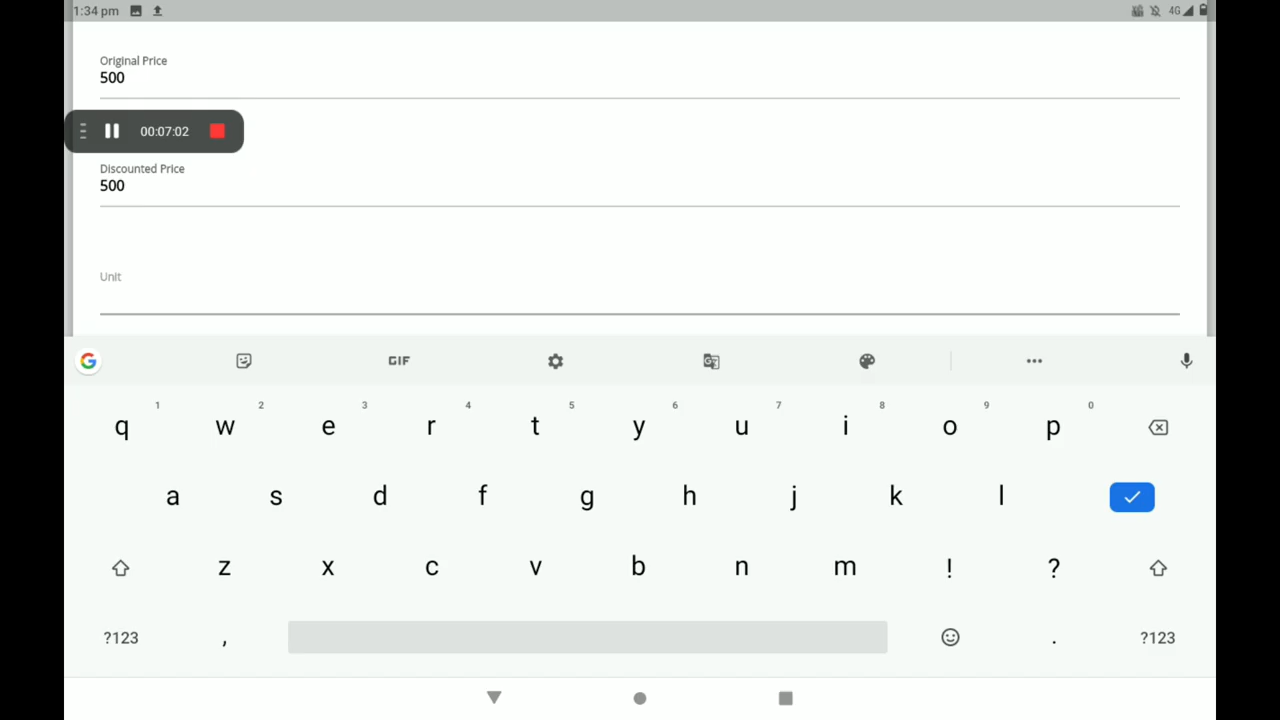 1:34 pm
4G
Original Price
500
00:07:02
Discounted Price
500
Unit
GIF
1 2 3 4 5 6 7 8 9 0
q w e r t y u i o p
a s d f g h j k l
z x c v b n m ! ?
?123 , . ?123